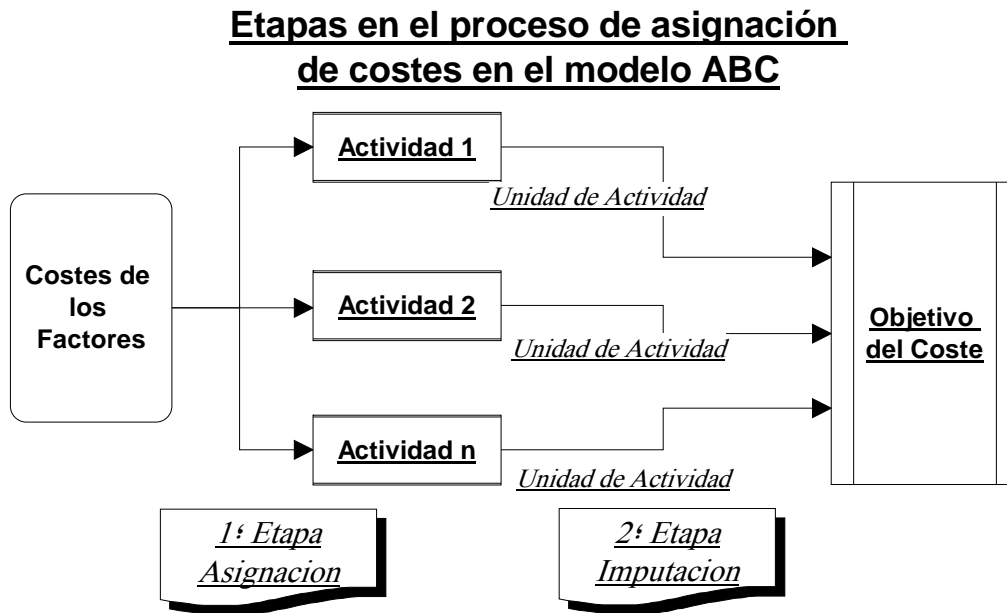 Etapas en el proceso de asignación
de costes en el modelo ABC
Actividad 1
Unidad de Actividad
Costes de
los
Factores
Actividad 2
Unidad de Actividad
Objetivo
del Coste
Actividad n
Unidad de Actividad
1ª Etapa
Asignacion
2ª Etapa
Imputacion